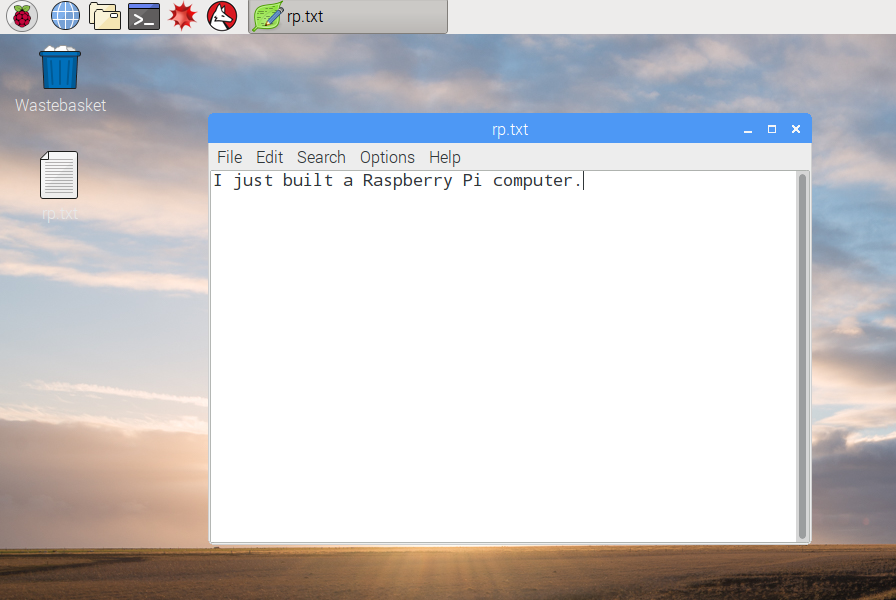 rp.txt
Wastebasket
rp.txt
rp.txt
File Edit Search Options Help
I just built a Raspberry Pi computer.